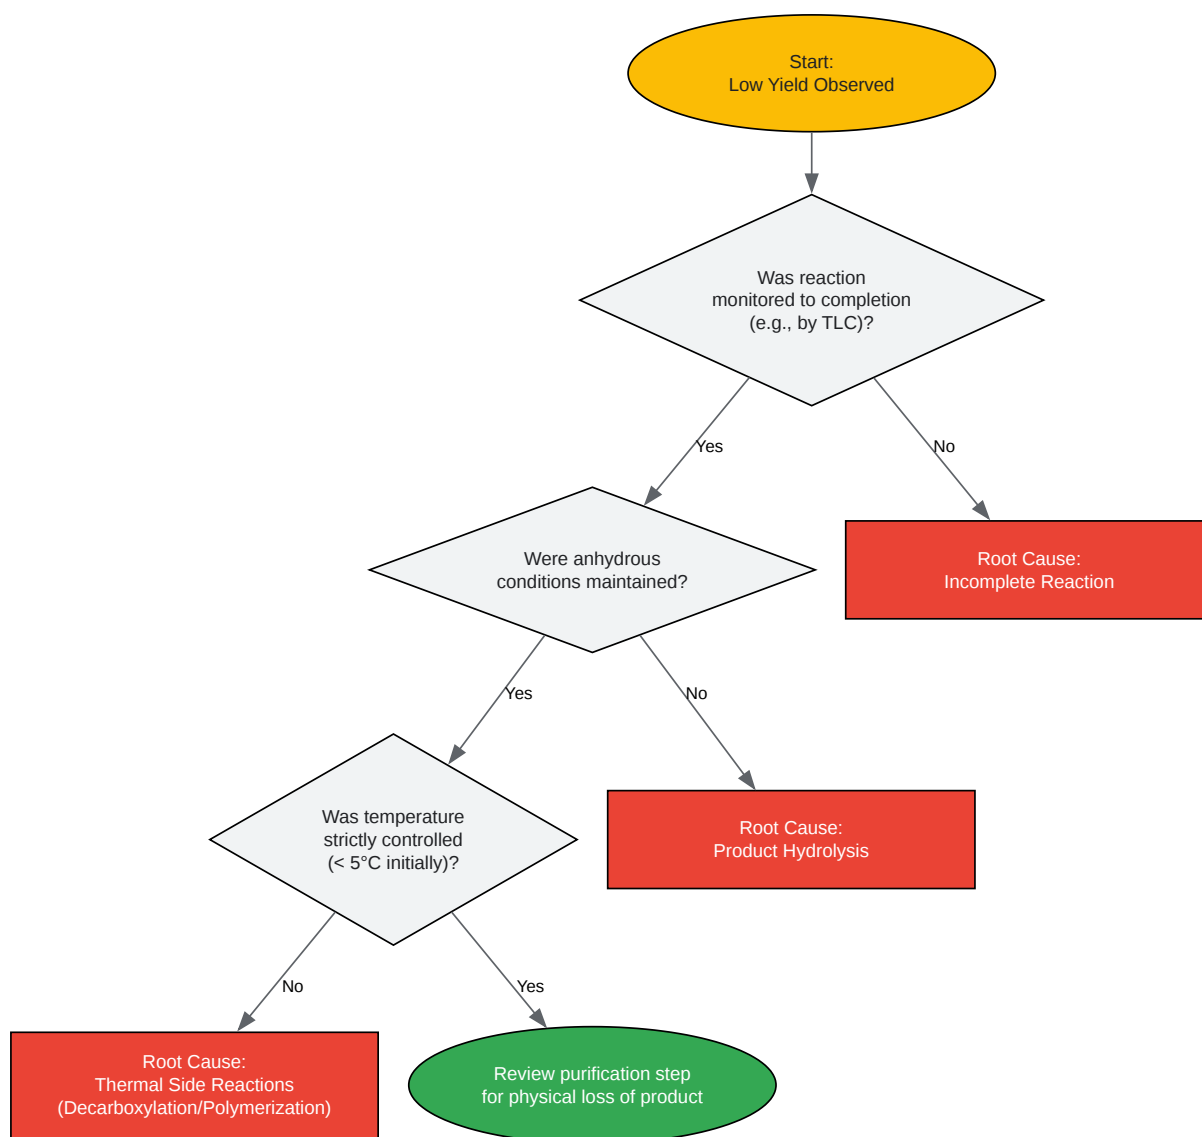 Start:
Low Yield Observed
Was reaction
monitored to completion
(e.g., by TLC)?
Yes
No
Were anhydrous
conditions maintained?
Root Cause:
Incomplete Reaction
Yes
No
Was temperature
strictly controlled
(< 5°C initially)?
Root Cause:
Product Hydrolysis
No
Yes
Root Cause:
Thermal Side Reactions
(Decarboxylation/Polymerization)
Review purification step
for physical loss of product